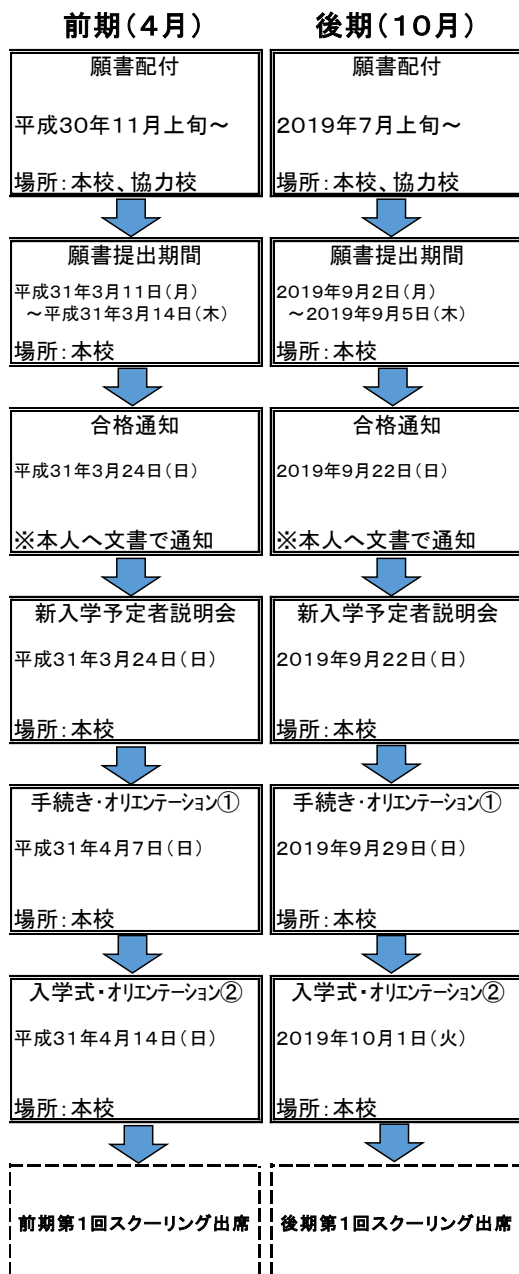 前期(4月)
願書配付
平成30年11月上旬～
場所:本校、協力校
願書提出期間
平成31年3月11日(月)
～平成31年3月14日(木)
場所:本校
合格通知
平成31年3月24日(日)
※本人へ文書で通知
新入学予定者説明会
平成31年3月24日(日)
場所:本校
手続き・オリエンテーション①
平成31年4月7日(日)
場所:本校
入学式・オリエンテーション②
平成31年4月14日(日)
場所:本校
前期第1回スクーリング出席
後期(10月)
願書配付
2019年7月上旬～
場所:本校、協力校
願書提出期間
2019年9月2日(月)
～2019年9月5日(木)
場所:本校
合格通知
2019年9月22日(日)
※本人へ文書で通知
新入学予定者説明会
2019年9月22日(日)
場所:本校
手続き・オリエンテーション①
2019年9月29日(日)
場所:本校
入学式・オリエンテーション②
2019年10月1日(火)
場所:本校
後期第1回スクーリング出席